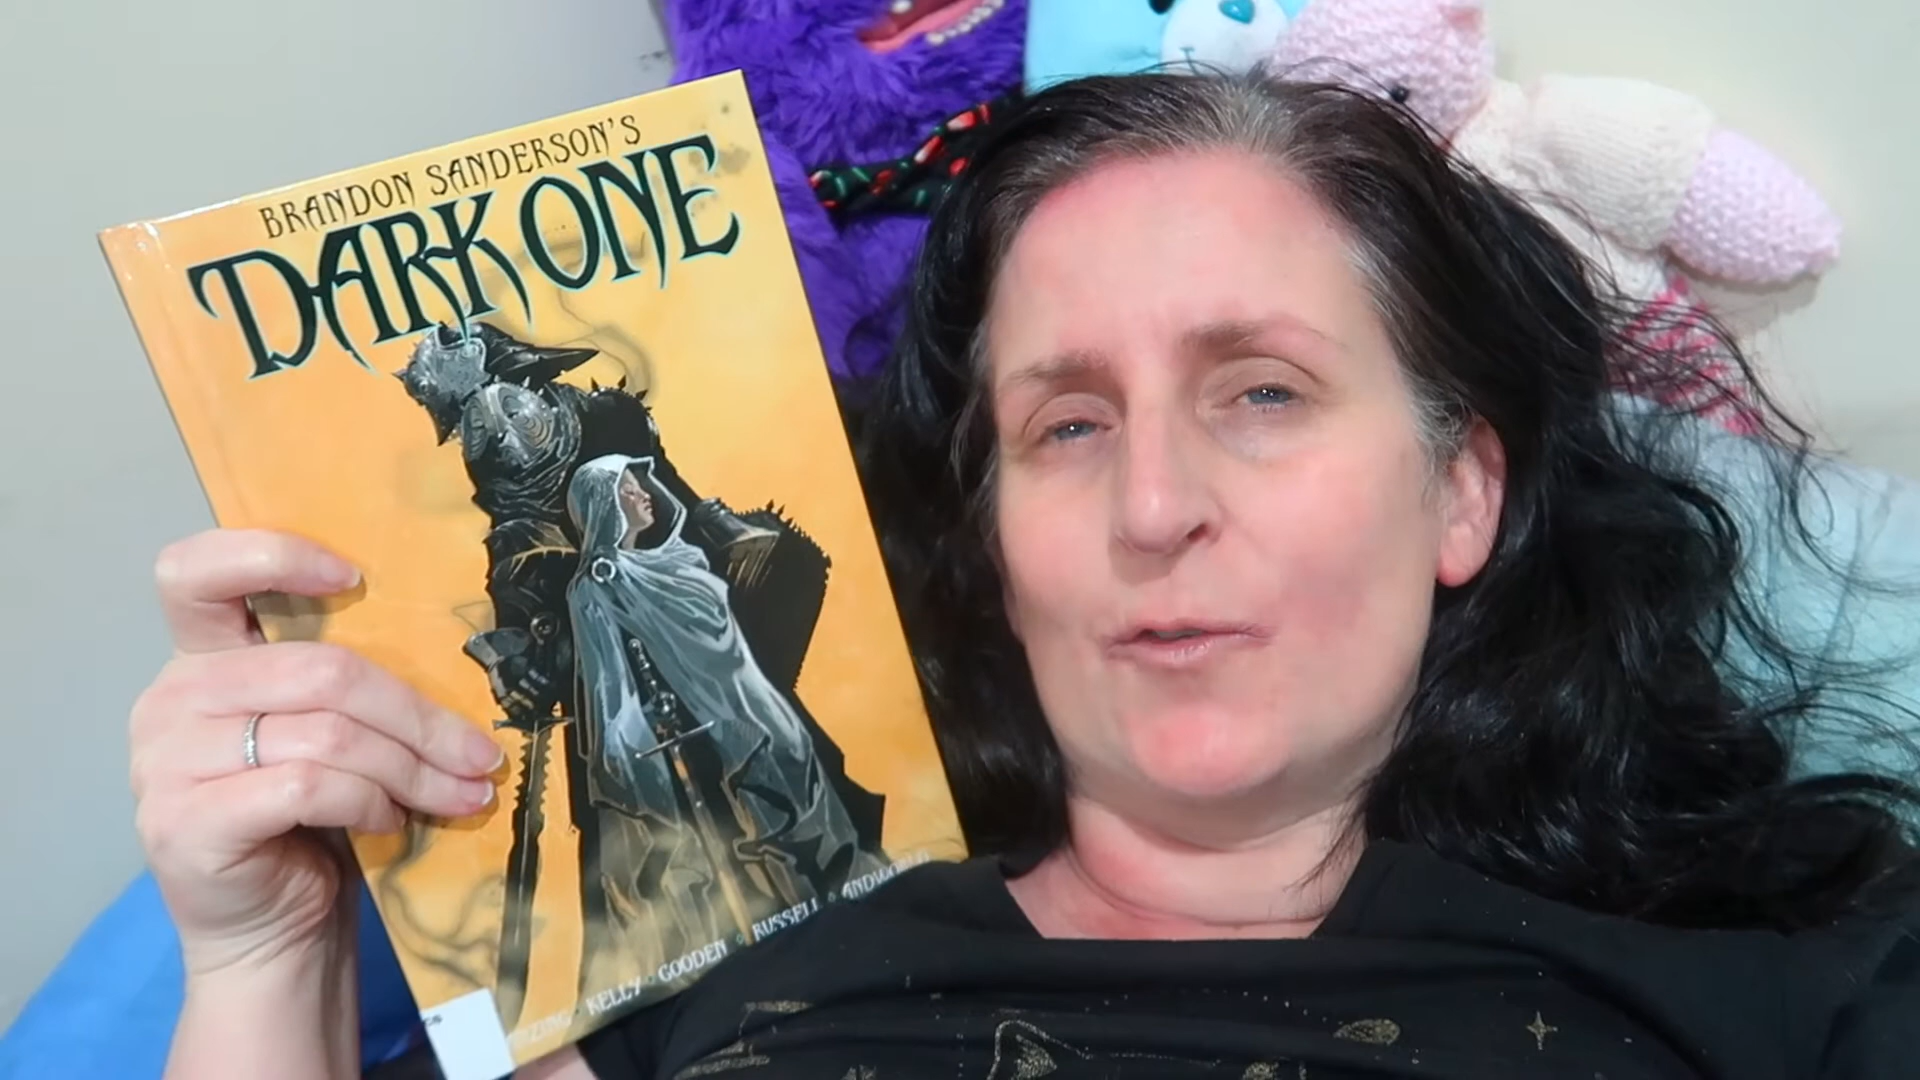 BRANDON SANDERSON'S
DARK ONE
KELLY · GOODEN · RUSSELL · ANDWORLD